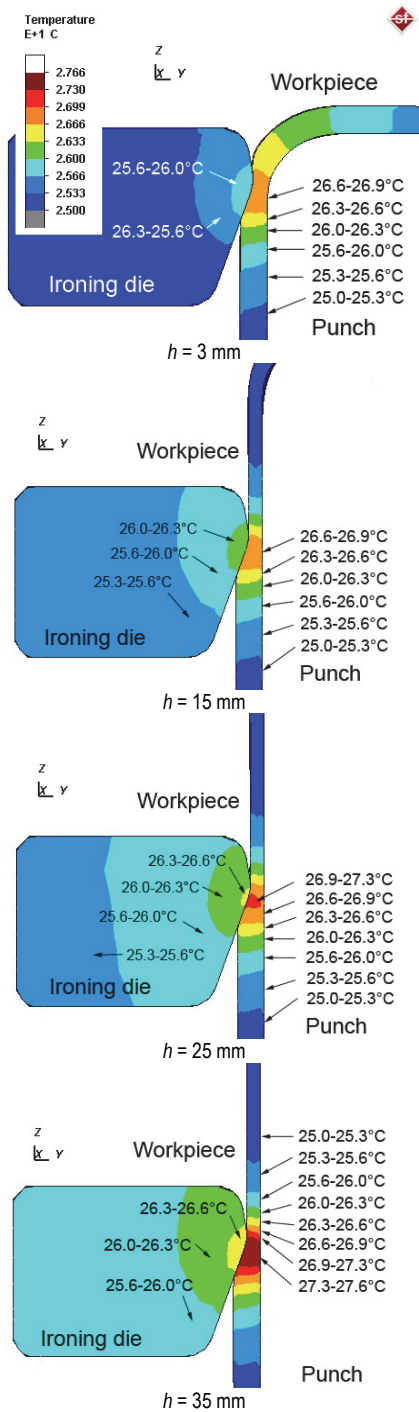 Temperature
E+1 C
2.766
2.730
2.699
2.666
2.633
2.600
2.566
2.533
2.500
Z
X Y
sf
Workpiece
25.6-26.0°C
26.3-25.6°C
Ironing die
26.6-26.9°C
26.3-26.6°C
26.0-26.3°C
25.6-26.0°C
25.3-25.6°C
25.0-25.3°C
Punch
h = 3 mm
Z
X Y
Workpiece
26.0-26.3°C
25.6-26.0°C
25.3-25.6°C
Ironing die
26.6-26.9°C
26.3-26.6°C
26.0-26.3°C
25.6-26.0°C
25.3-25.6°C
25.0-25.3°C
Punch
h = 15 mm
Z
X Y
Workpiece
26.3-26.6°C
26.0-26.3°C
25.6-26.0°C
25.3-25.6°C
Ironing die
26.9-27.3°C
26.6-26.9°C
26.3-26.6°C
26.0-26.3°C
25.6-26.0°C
25.3-25.6°C
25.0-25.3°C
Punch
h = 25 mm
Z
X Y
Workpiece
26.3-26.6°C
26.0-26.3°C
25.6-26.0°C
Ironing die
25.0-25.3°C
25.3-25.6°C
25.6-26.0°C
26.0-26.3°C
26.3-26.6°C
26.6-26.9°C
26.9-27.3°C
27.3-27.6°C
Punch
h = 35 mm